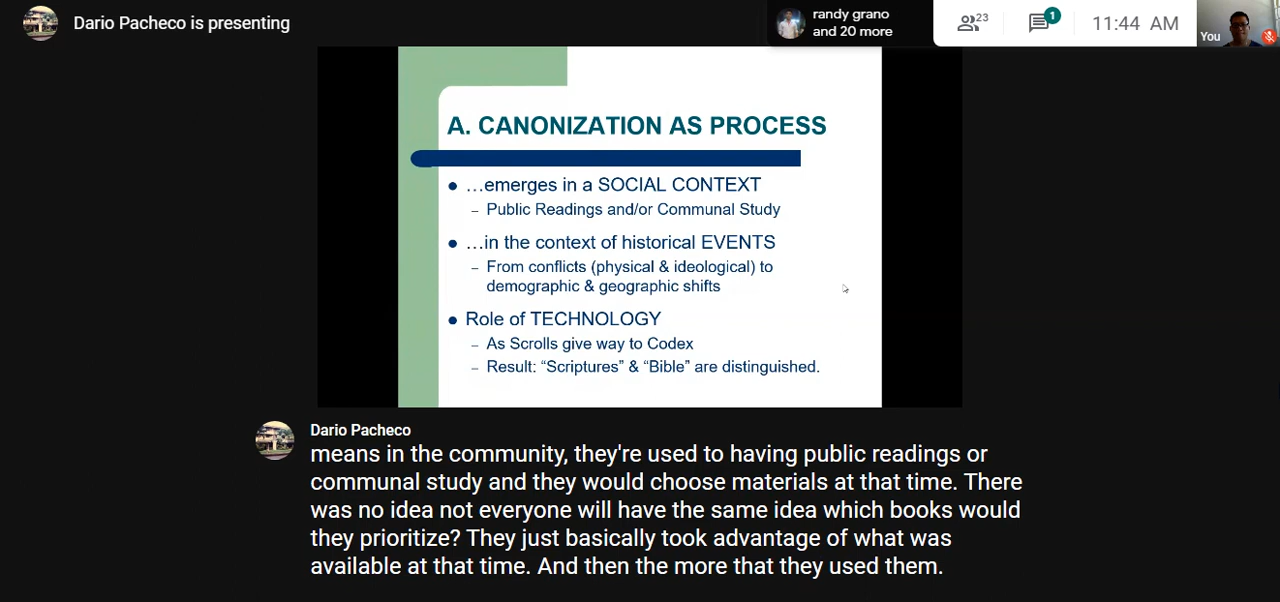 Dario Pacheco is presenting
randy grano
and 20 more
23
1
11:44 AM
You
A. CANONIZATION AS PROCESS
● …emerges in a SOCIAL CONTEXT
– Public Readings and/or Communal Study
● …in the context of historical EVENTS
– From conflicts (physical & ideological) to
demographic & geographic shifts
● Role of TECHNOLOGY
– As Scrolls give way to Codex
– Result: “Scriptures” & “Bible” are distinguished.
Dario Pacheco
means in the community, they're used to having public readings or
communal study and they would choose materials at that time. There
was no idea not everyone will have the same idea which books would
they prioritize? They just basically took advantage of what was
available at that time. And then the more that they used them.